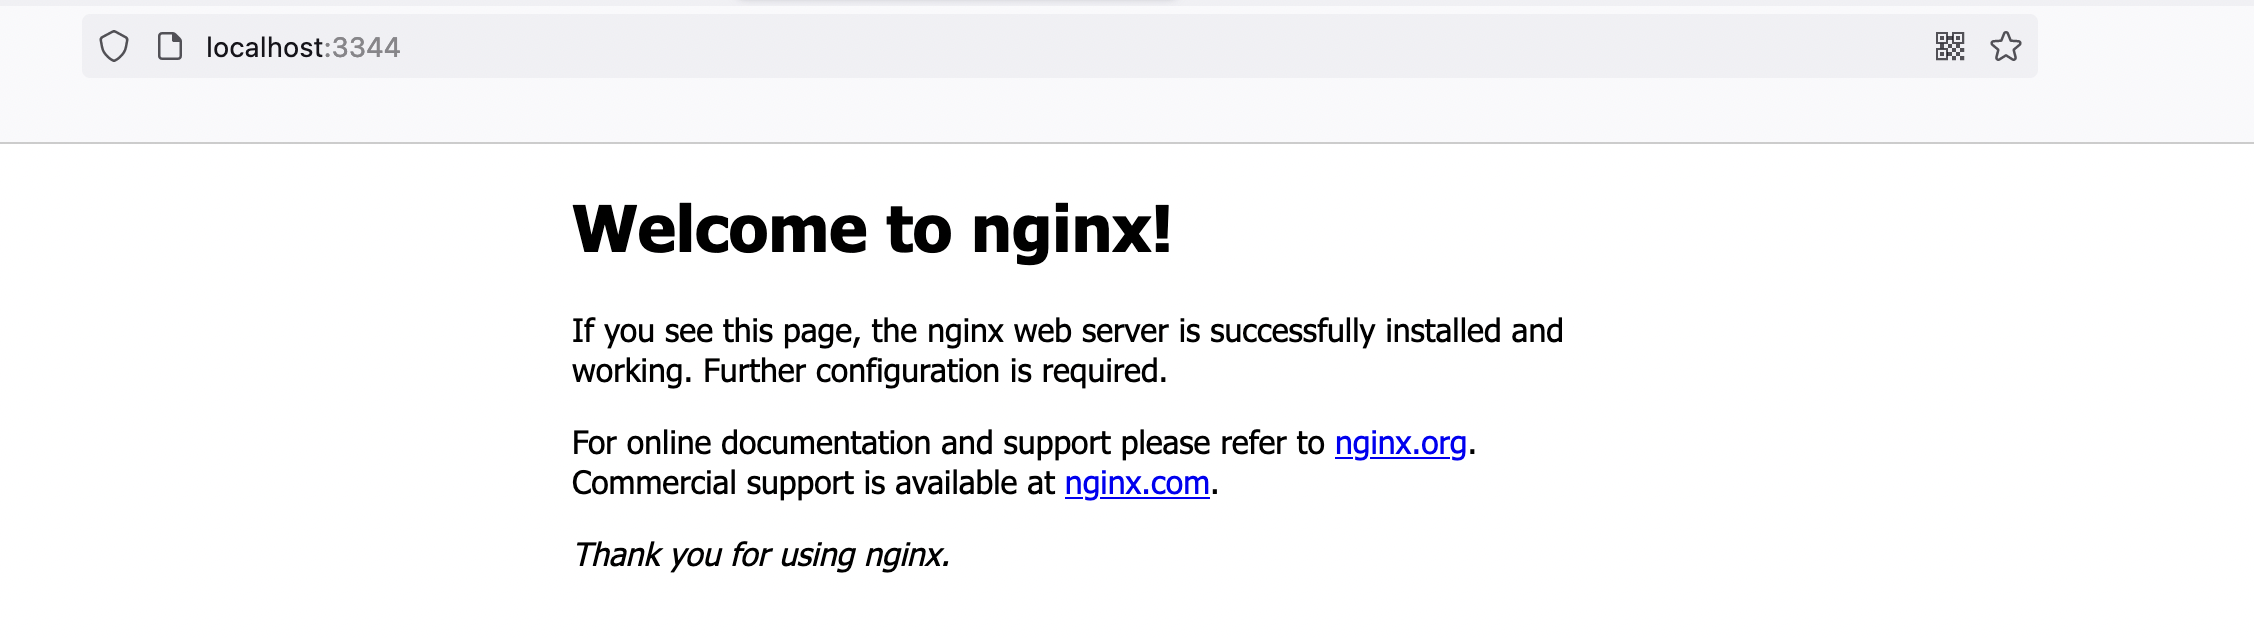 localhost:3344
Welcome to nginx!
If you see this page, the nginx web server is successfully installed and
working. Further configuration is required.
For online documentation and support please refer to nginx.org.
Commercial support is available at nginx.com.
Thank you for using nginx.